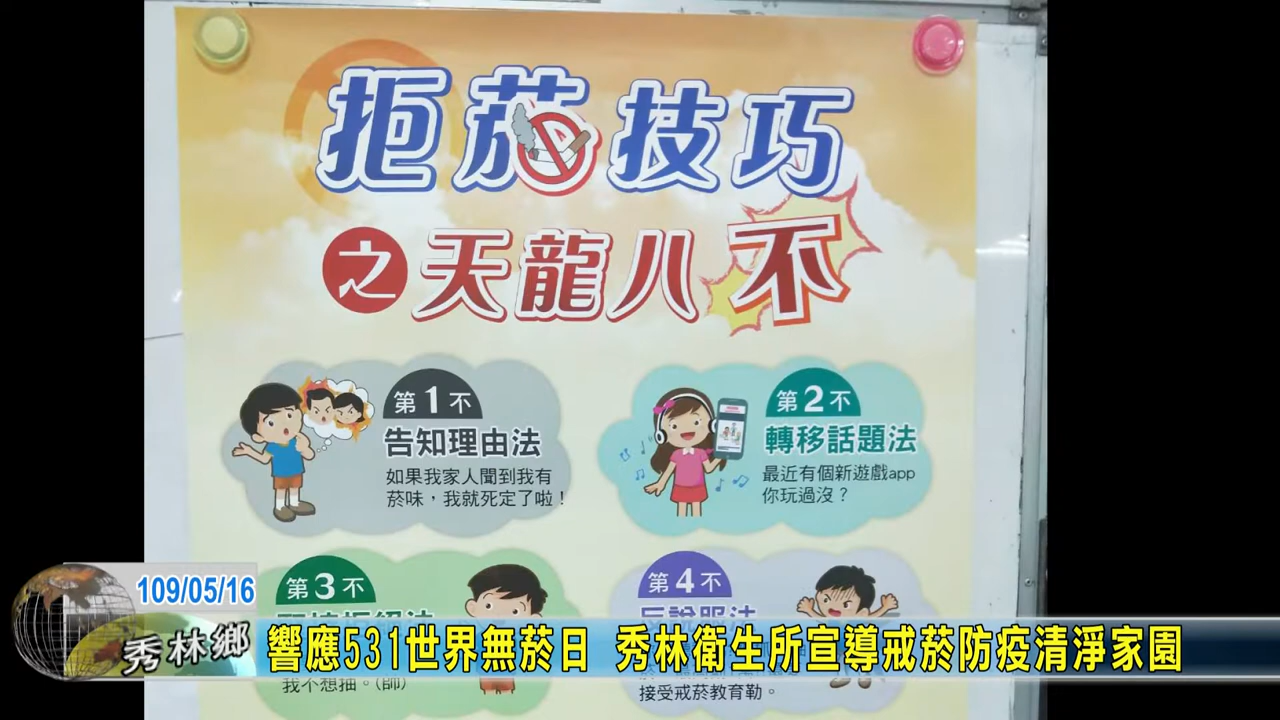 拒菸技巧
之天龍八不
第1不
告知理由法
如果我家人聞到我有
菸味，我就死定了啦！
第2不
轉移話題法
最近有個新遊戲app
你玩過沒？
第3不
第4不
反說服法
109/05/16
秀林鄉
響應531世界無菸日 秀林衛生所宣導戒菸防疫清淨家園
我不想抽。(帥)
接受戒菸教育勒。